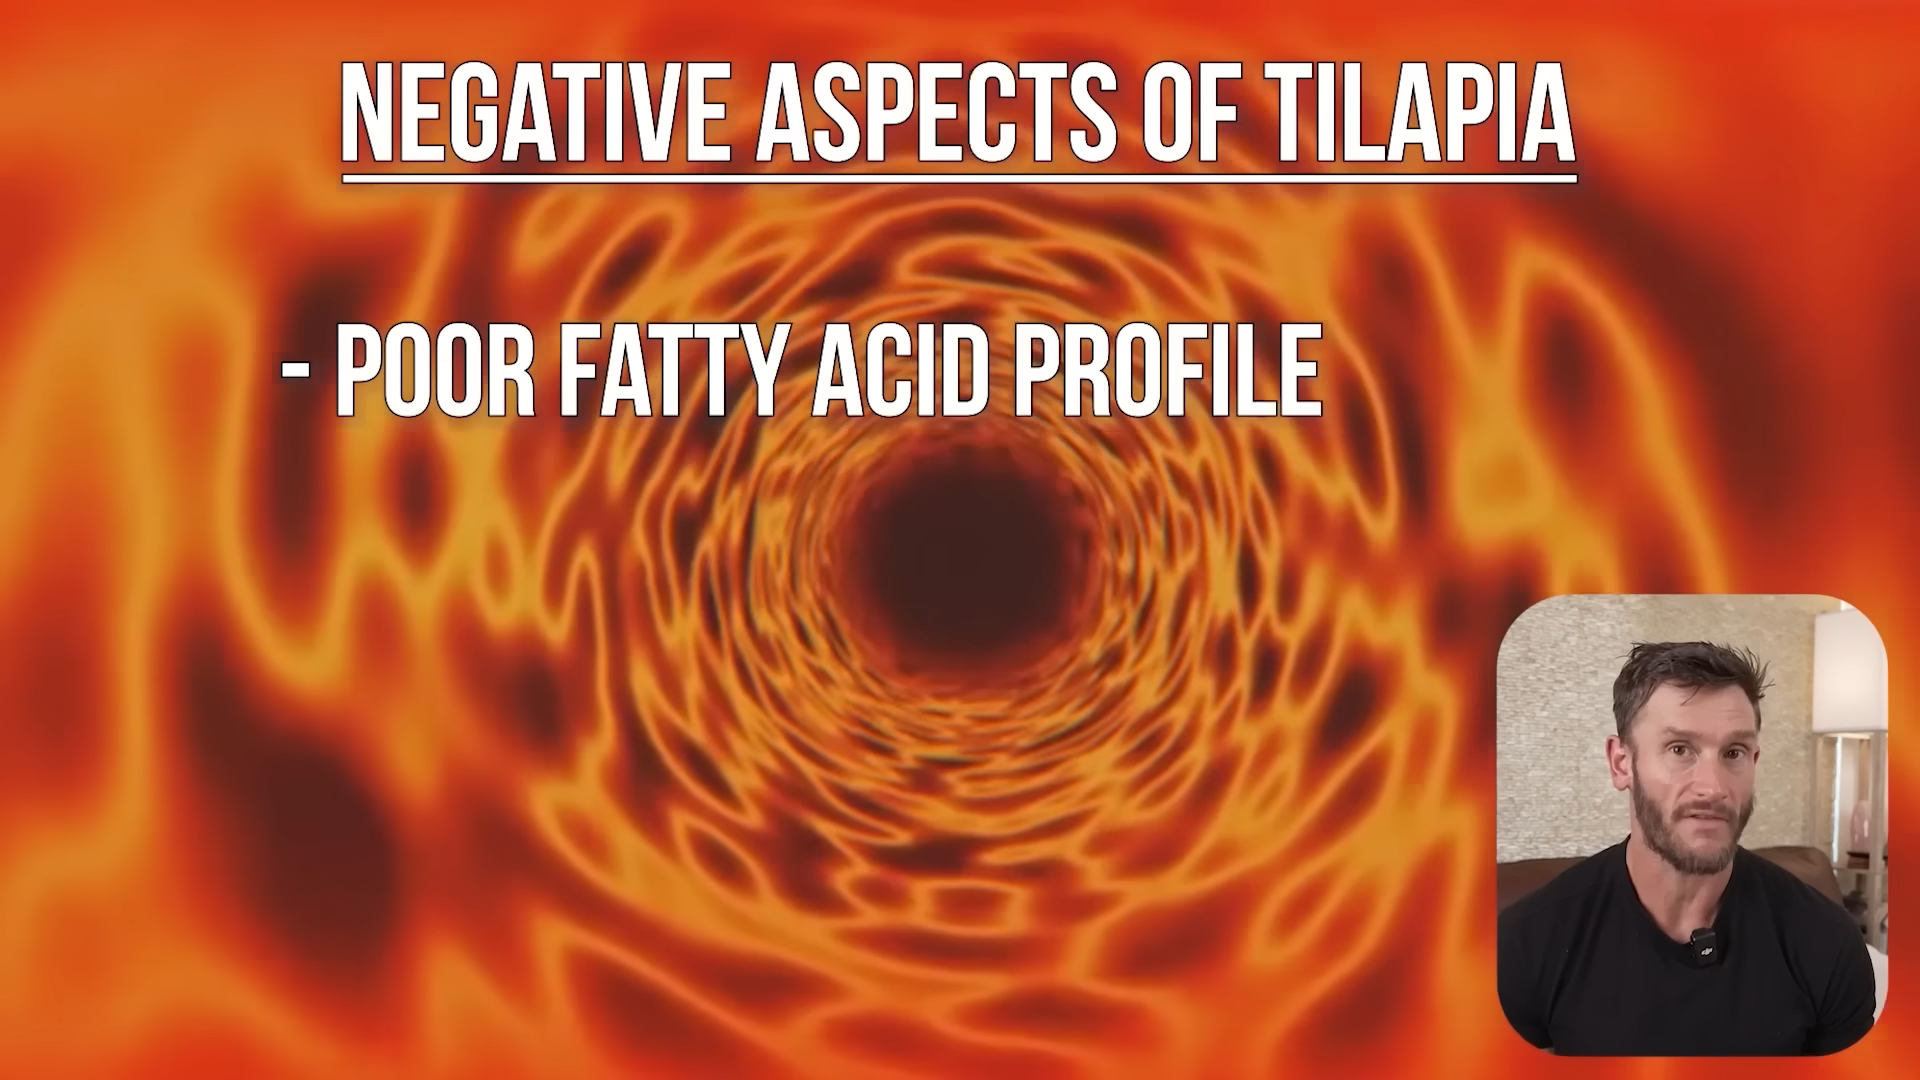 NEGATIVE ASPECTS OF TILAPIA
- POOR FATTY ACID PROFILE